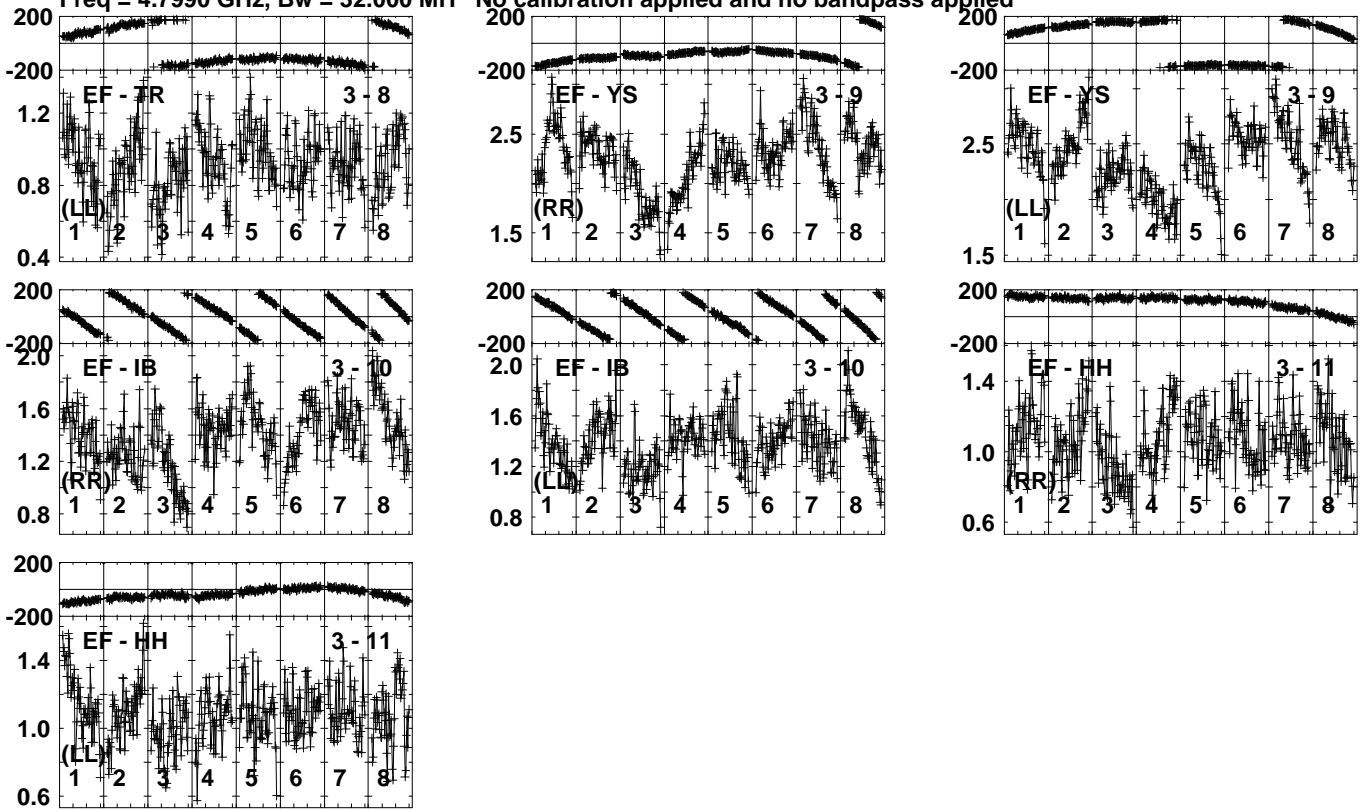 Freq = 4.7990 GHz, Bw = 32.000 MH No calibration applied and no bandpass applied
200
-200
EF - TR 3 - 8
1.2
0.8
(LL)
1 2 3 4 5 6 7 8
0.4
200
-200
EF - YS 3 - 9
2.5
(RR)
1.5
1 2 3 4 5 6 7 8
200
-200
EF - YS 3 - 9
2.5
(LL)
1 2 3 4 5 6 7 8
1.5
200
-200
2.0
EF - IB 3 - 10
1.6
1.2
(RR)
0.8
1 2 3 4 5 6 7 8
200
-200
2.0
EF - IB 3 - 10
1.6
1.2
(LL)
0.8
1 2 3 4 5 6 7 8
200
-200
EF - HH 3 - 11
1.4
1.0
(RR)
1 2 3 4 5 6 7 8
0.6
200
-200
EF - HH 3 - 11
1.4
1.0
(LL)
1 2 3 4 5 6 7 8
0.6